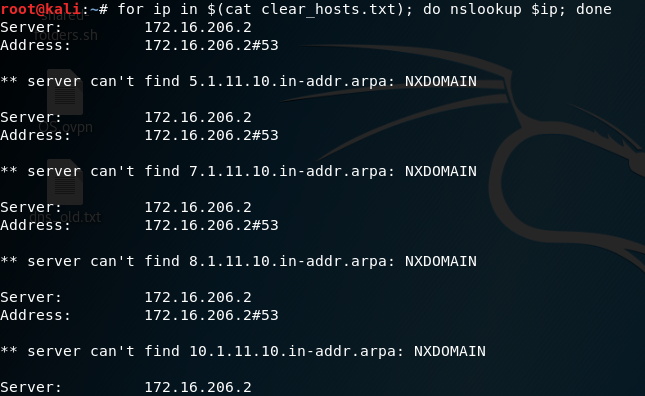 root@kali:~# for ip in $(cat clear_hosts.txt); do nslookup $ip; done
Server:         172.16.206.2
Address:        172.16.206.2#53
** server can't find 5.1.11.10.in-addr.arpa: NXDOMAIN
Server:         172.16.206.2
Address:        172.16.206.2#53
** server can't find 7.1.11.10.in-addr.arpa: NXDOMAIN
Server:         172.16.206.2
Address:        172.16.206.2#53
** server can't find 8.1.11.10.in-addr.arpa: NXDOMAIN
Server:         172.16.206.2
Address:        172.16.206.2#53
** server can't find 10.1.11.10.in-addr.arpa: NXDOMAIN
Server:         172.16.206.2
folders.sh